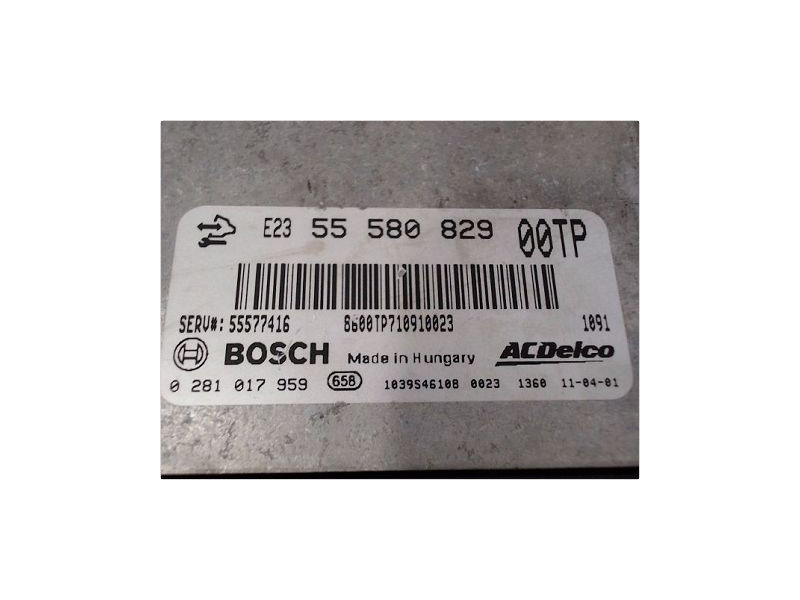 E23 55 580 829 00TP
SERV#: 55577416 8600TP710910023 1091
BOSCH Made in Hungary ACDelco
0 281 017 959 658 1039S46108 0023 1360 11-04-01